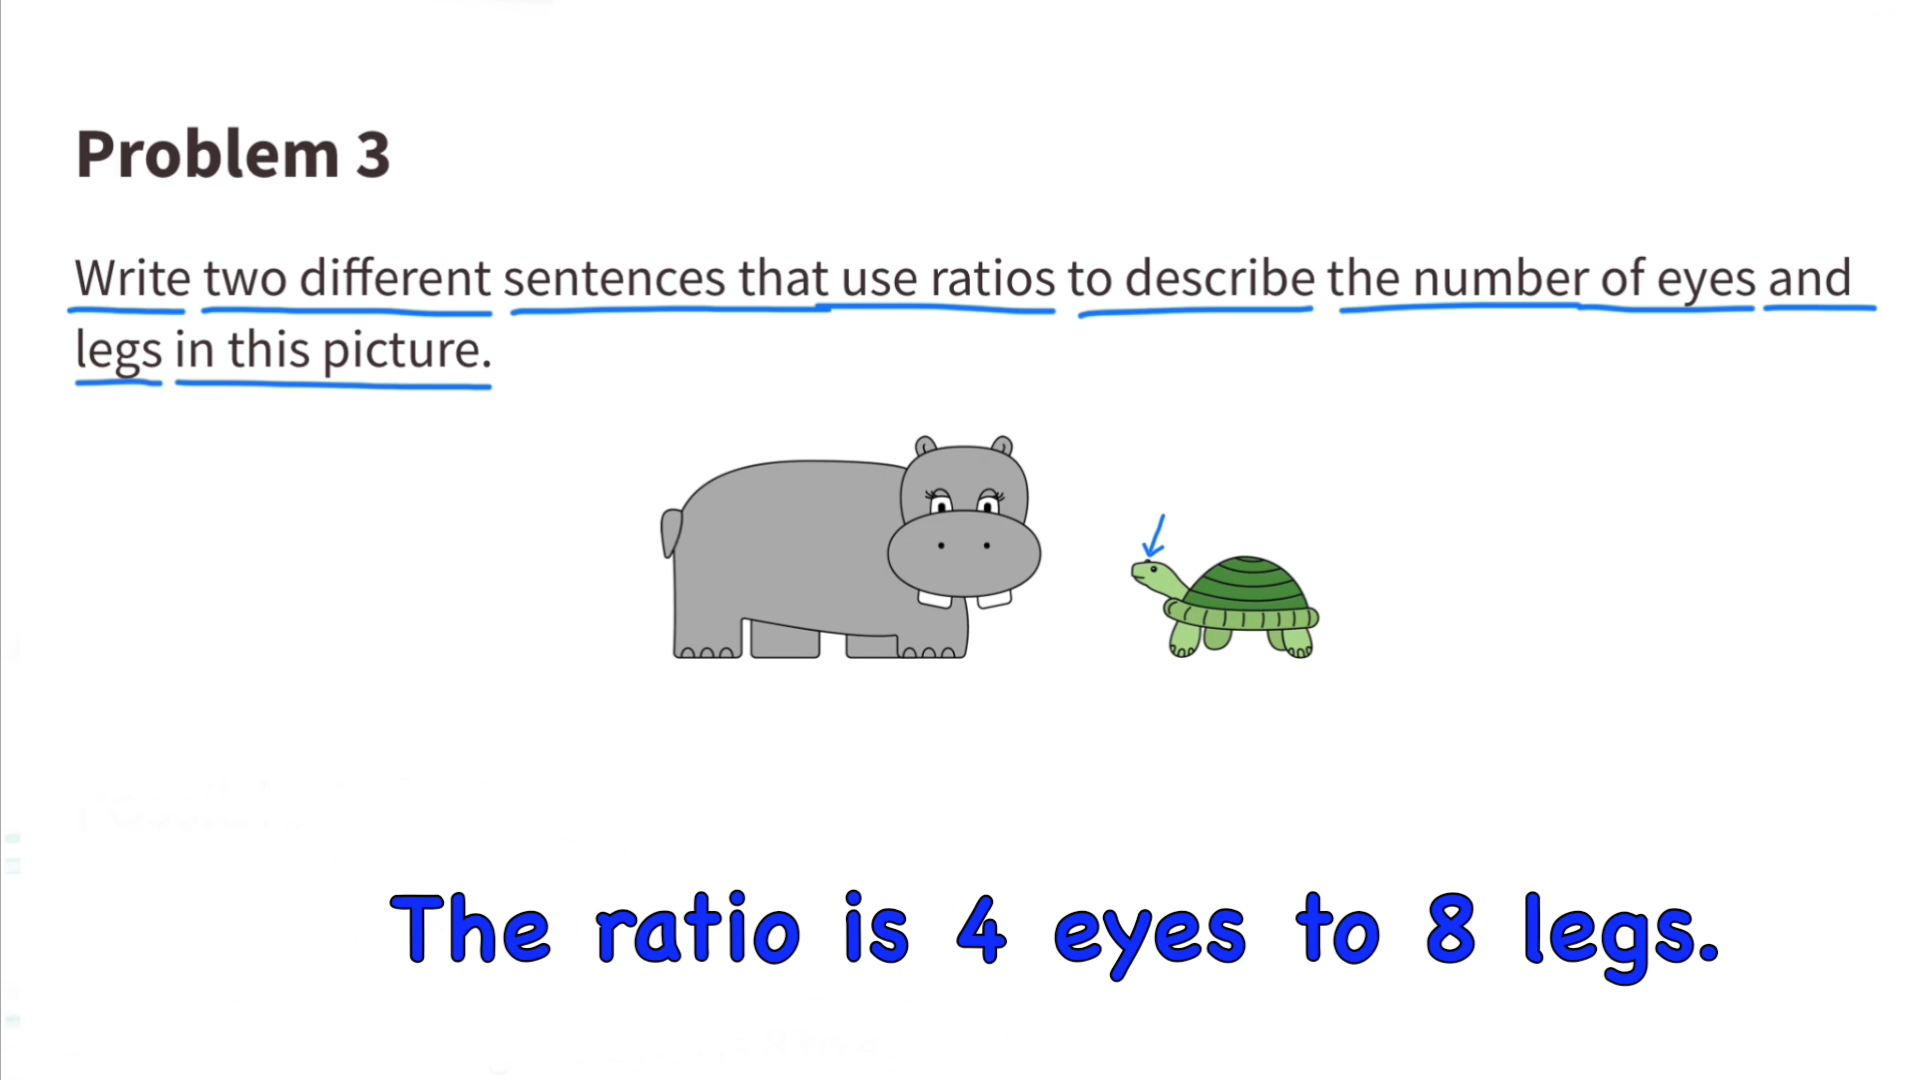 Problem 3
Write two different sentences that use ratios to describe the number of eyes and
legs in this picture.
The ratio is 4 eyes to 8 legs.